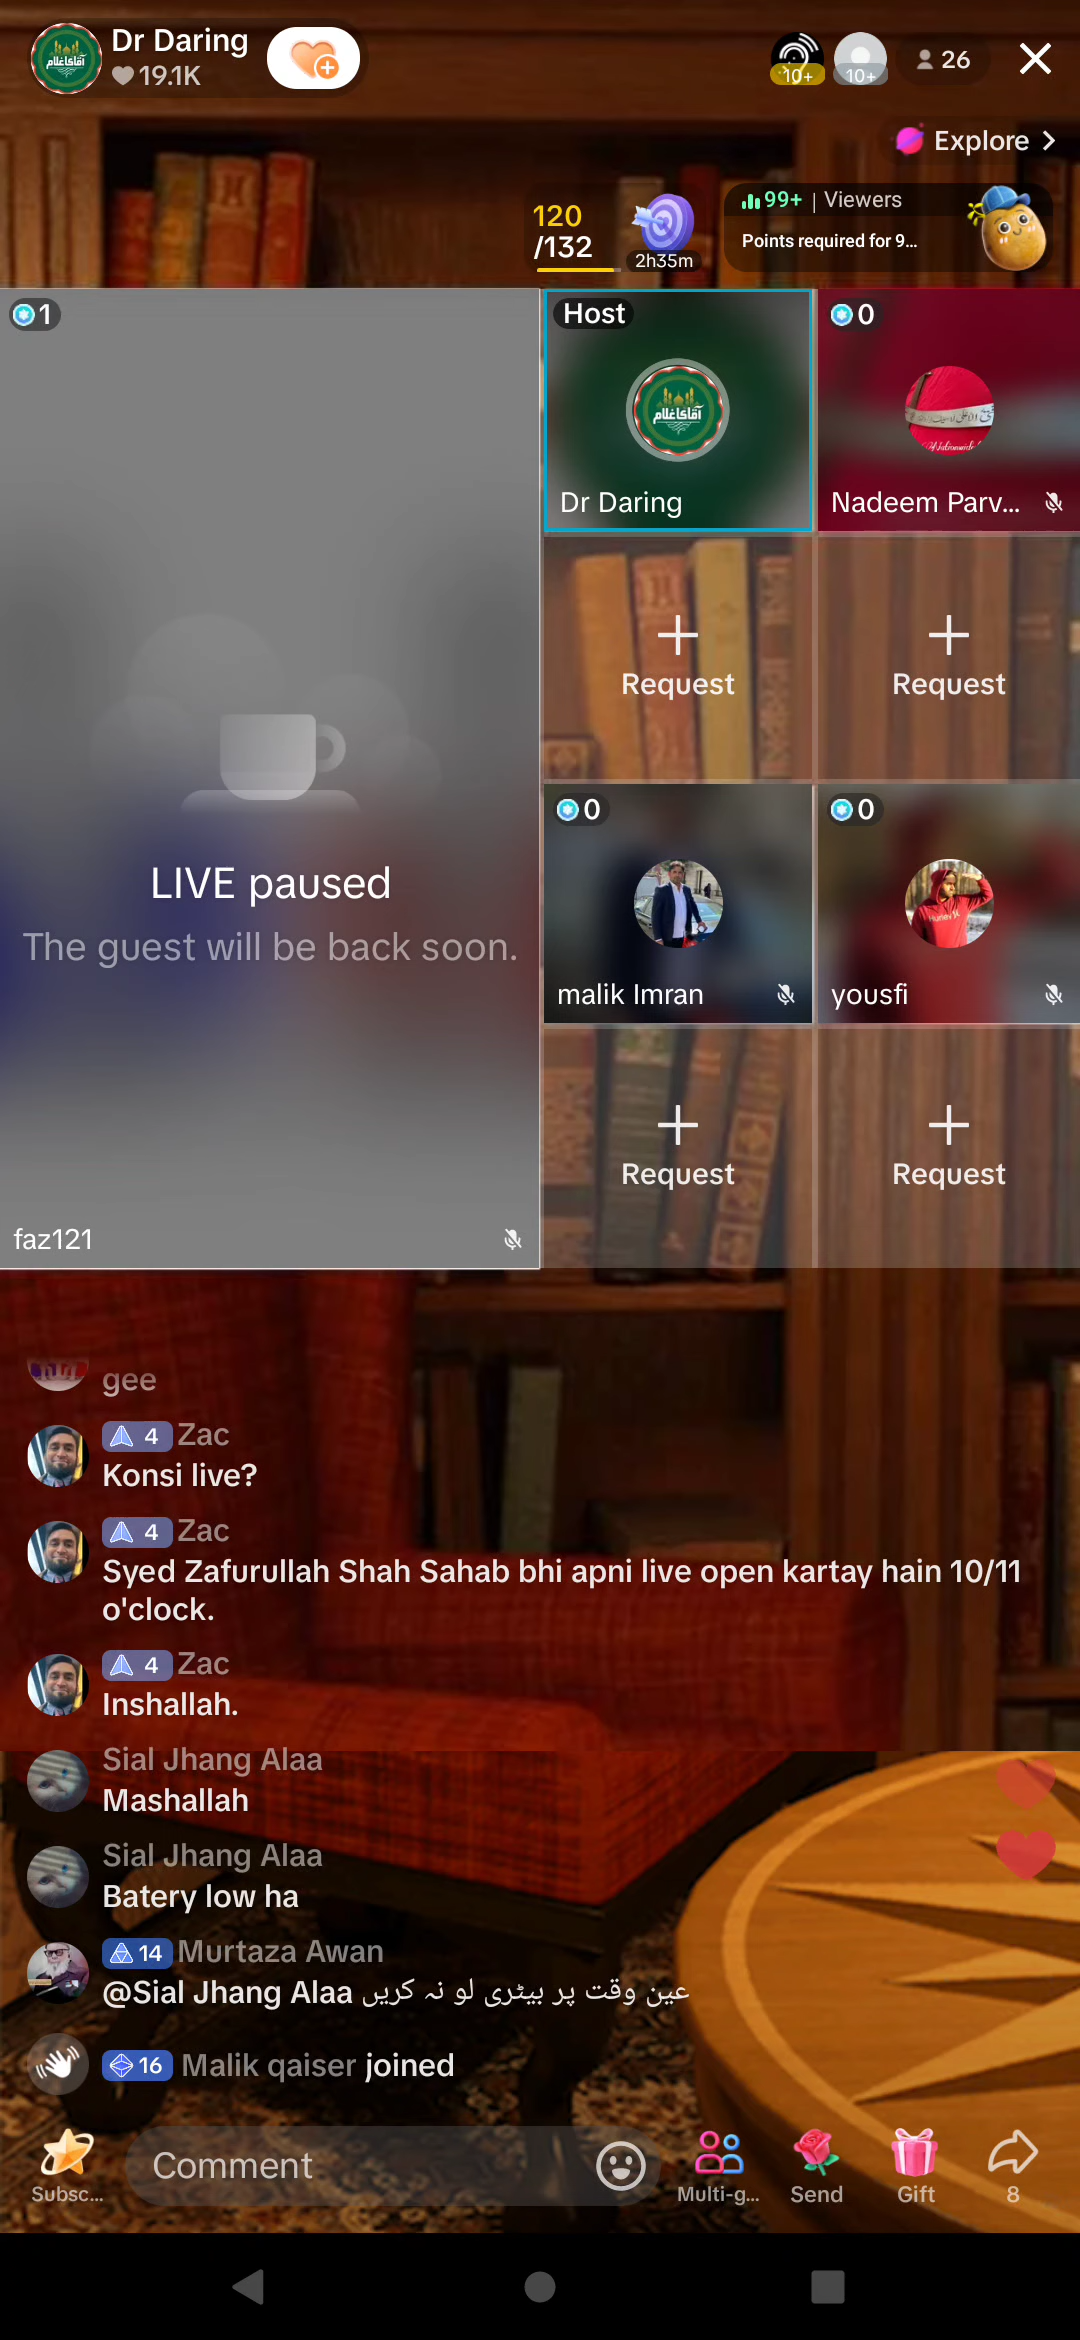 Dr Daring
19.1K
10+
10+
26
Explore
120
/132
2h35m
99+ | Viewers
Points required for 9...
1
Host
آقا کا غلام
Dr Daring
0
Nadeem Parv...
Request
Request
LIVE paused
The guest will be back soon.
0
malik Imran
0
yousfi
Request
Request
faz121
gee
4 Zac
Konsi live?
4 Zac
Syed Zafurullah Shah Sahab bhi apni live open kartay hain 10/11
o'clock.
4 Zac
Inshallah.
Sial Jhang Alaa
Mashallah
Sial Jhang Alaa
Batery low ha
14 Murtaza Awan
@Sial Jhang Alaa عین وقت پر بیٹری لو نہ کریں
16 Malik qaiser joined
Subsc...
Comment
Multi-g...
Send
Gift
8